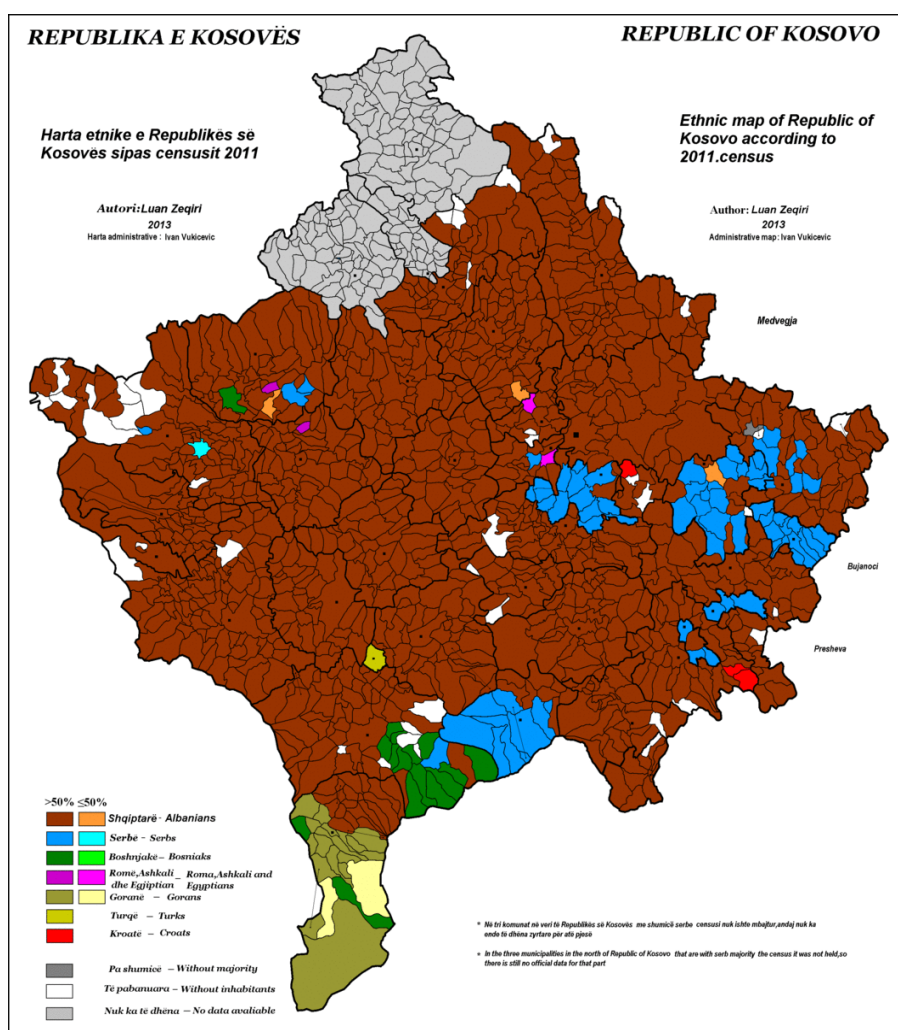 REPUBLIKA E KOSOVËS
REPUBLIC OF KOSOVO
Harta etnike e Republikës së
Kosovës sipas censusit 2011
Ethnic map of Republic of
Kosovo according to
2011.census
Autori:Luan Zeqiri
2013
Harta administrative : Ivan Vukicevic
Author: Luan Zeqiri
2013
Administrative map: Ivan Vukicevic
Medvegja
Bujanoci
Presheva
>50% ≤50%
Shqiptarë - Albanians
Serbë – Serbs
Boshnjakë – Bosniaks
Romë,Ashkali dhe Egjiptian – Roma,Ashkali and Egyptians
Goranë – Gorans
Turqë – Turks
Kroatë – Croats
Pa shumicë – Without majority
Të pabanuara – Without inhabitants
Nuk ka të dhëna – No data avaliable
* Në tri komunat në veri të Republikës së Kosovës me shumicë serbe censusi nuk ishte mbajtur,andaj nuk ka
ende të dhëna zyrtare për atë pjesë
* In the three municipalities in the north of Republic of Kosovo that are with serb majority the census it was not held,so
there is still no official data for that part